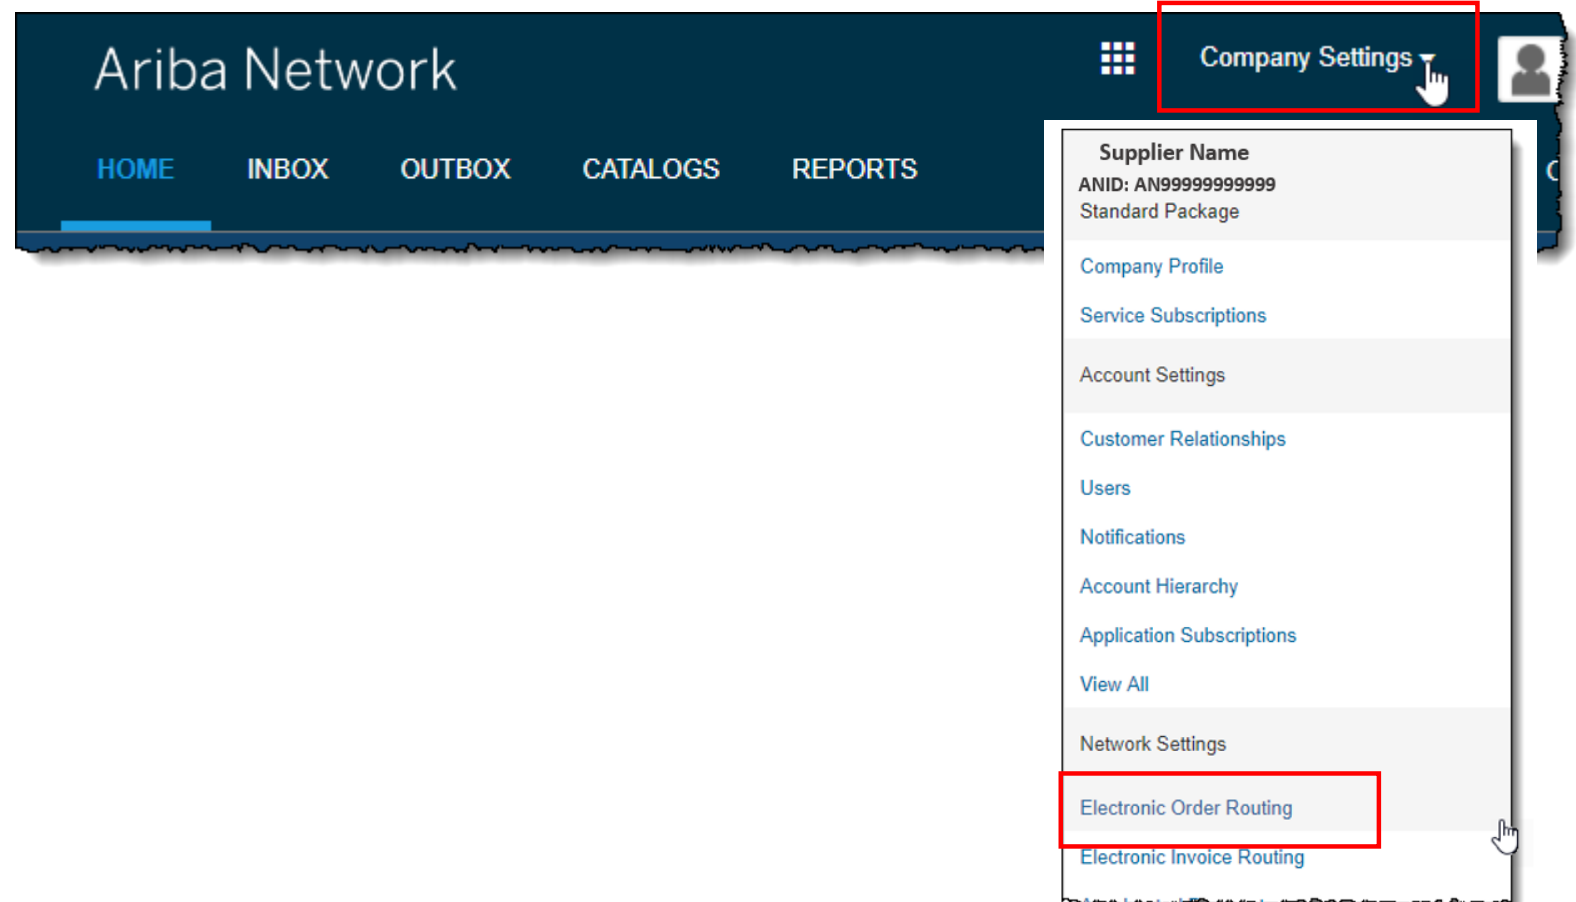 Ariba Network
Company Settings
HOME INBOX OUTBOX CATALOGS REPORTS
Supplier Name
ANID: AN99999999999
Standard Package
Company Profile
Service Subscriptions
Account Settings
Customer Relationships
Users
Notifications
Account Hierarchy
Application Subscriptions
View All
Network Settings
Electronic Order Routing
Electronic Invoice Routing